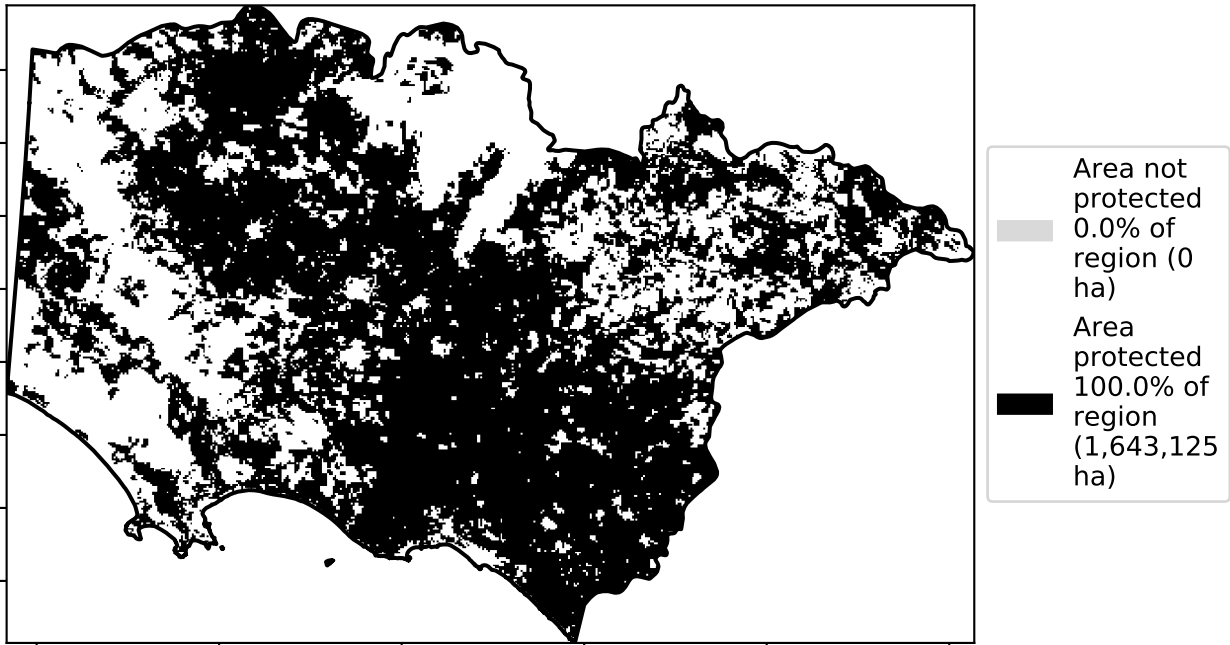 Area not
protected
0.0% of
region (0
ha)
Area
protected
100.0% of
region
(1,643,125
ha)